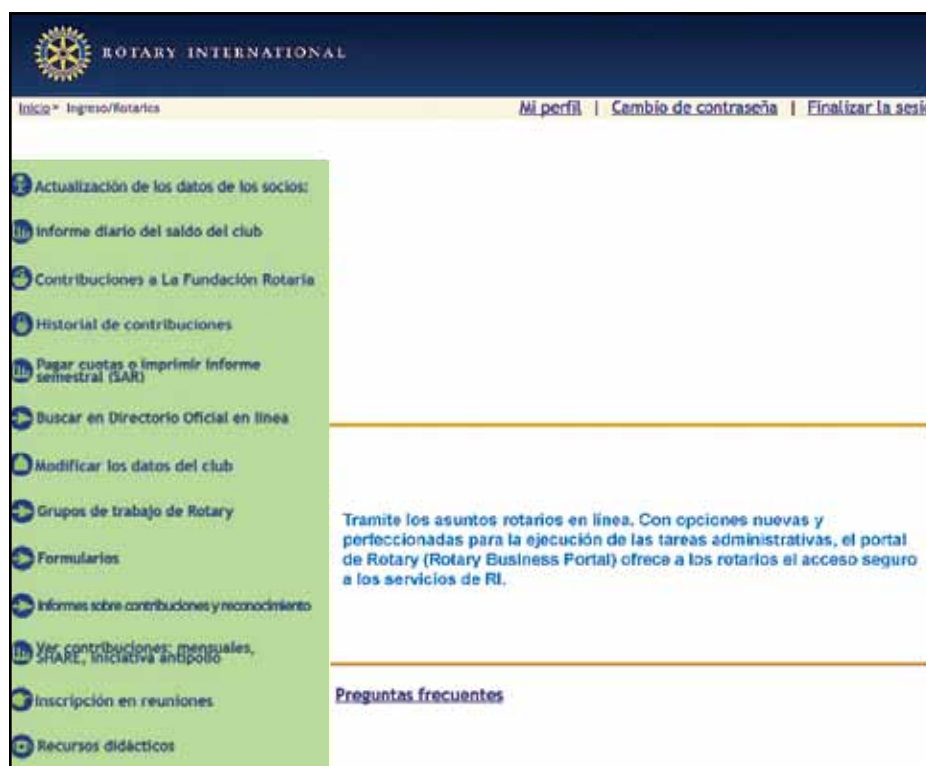 ROTARY INTERNATIONAL
Inicio > Ingreso/Rotarios
Mi perfil | Cambio de contraseña | Finalizar la sesi
Actualización de los datos de los socios:
Informe diario del saldo del club
Contribuciones a La Fundación Rotaria
Historial de contribuciones
Pagar cuotas o imprimir informe
semestral (SAR)
Buscar en Directorio Oficial en línea
Modificar los datos del club
Grupos de trabajo de Rotary
Formularios
Informes sobre contribuciones y reconocimiento
Ver contribuciones: mensuales,
SHARE, iniciativa antipolio
Inscripción en reuniones
Recursos didácticos
Tramite los asuntos rotarios en línea. Con opciones nuevas y
perfeccionadas para la ejecución de las tareas administrativas, el portal
de Rotary (Rotary Business Portal) ofrece a los rotarios el acceso seguro
a los servicios de RI.
Preguntas frecuentes